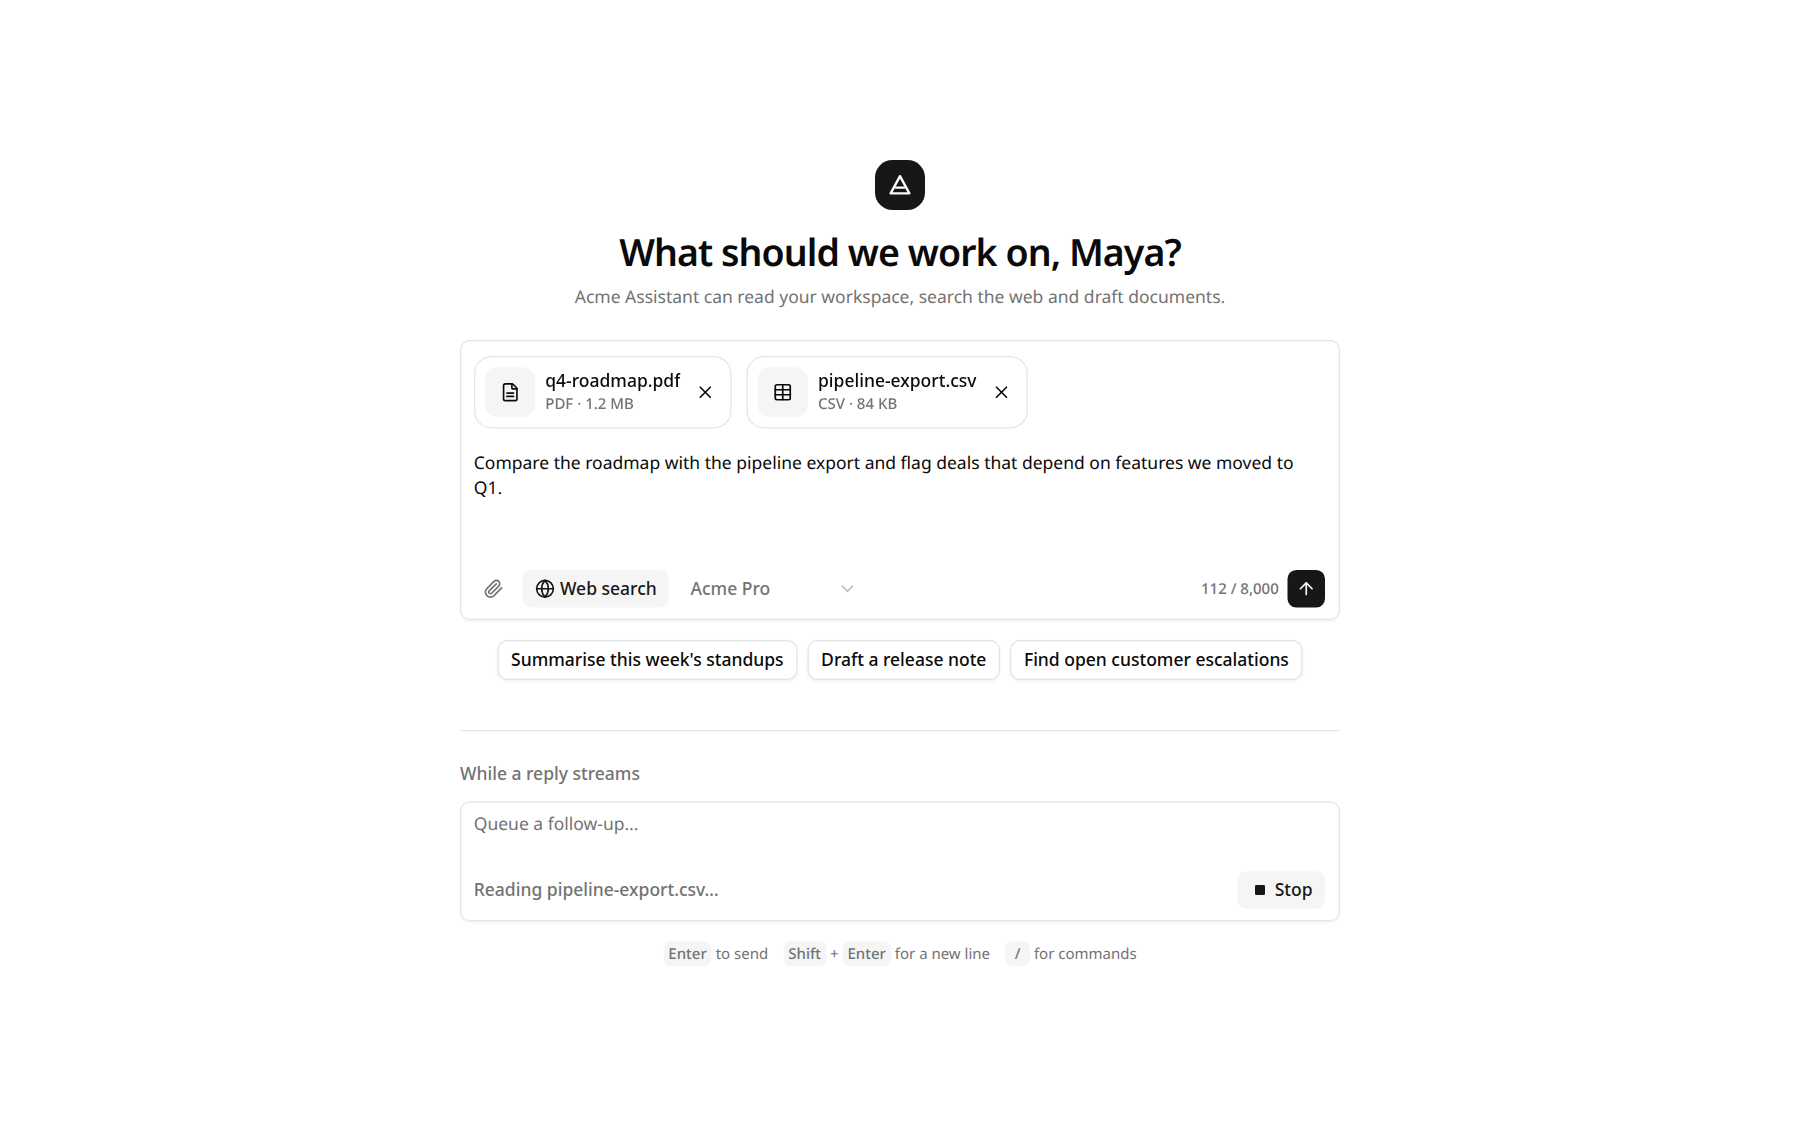 What should we work on, Maya?
Acme Assistant can read your workspace, search the web and draft documents.
q4-roadmap.pdf
PDF · 1.2 MB
pipeline-export.csv
CSV · 84 KB
Compare the roadmap with the pipeline export and flag deals that depend on features we moved to
Q1.
Web search
Acme Pro
112 / 8,000
Summarise this week's standups
Draft a release note
Find open customer escalations
While a reply streams
Queue a follow-up...
Reading pipeline-export.csv...
Stop
Enter to send Shift + Enter for a new line / for commands